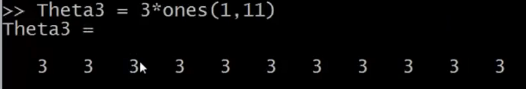 >> Theta3 = 3*ones(1,11)
Theta3 =
3 3 3 3 3 3 3 3 3 3 3